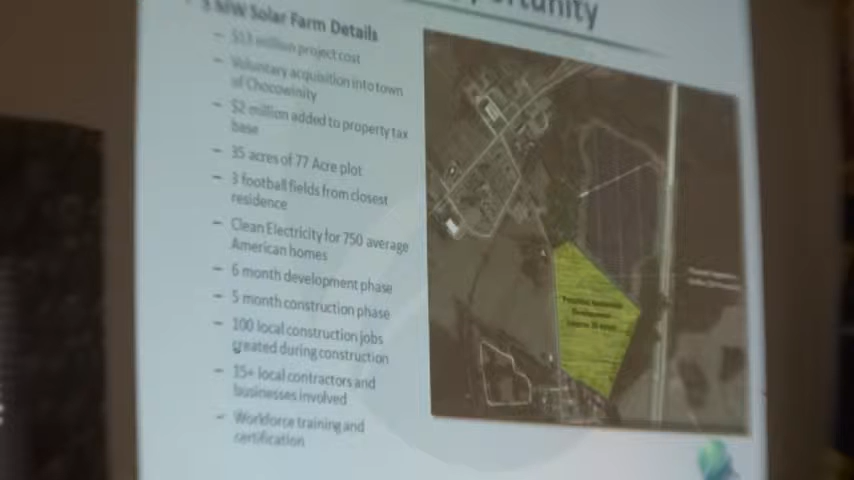 Opportunity
5 MW Solar Farm Details
– $13 million project cost
– Voluntary acquisition into town
of Chocowinity
– $2 million added to property tax
base
– 35 acres of 77 Acre plot
– 3 football fields from closest
residence
– Clean Electricity for 750 average
American homes
– 6 month development phase
– 5 month construction phase
– 100 local construction jobs
created during construction
– 15+ local contractors and
businesses involved
– Workforce training and
certification
Development